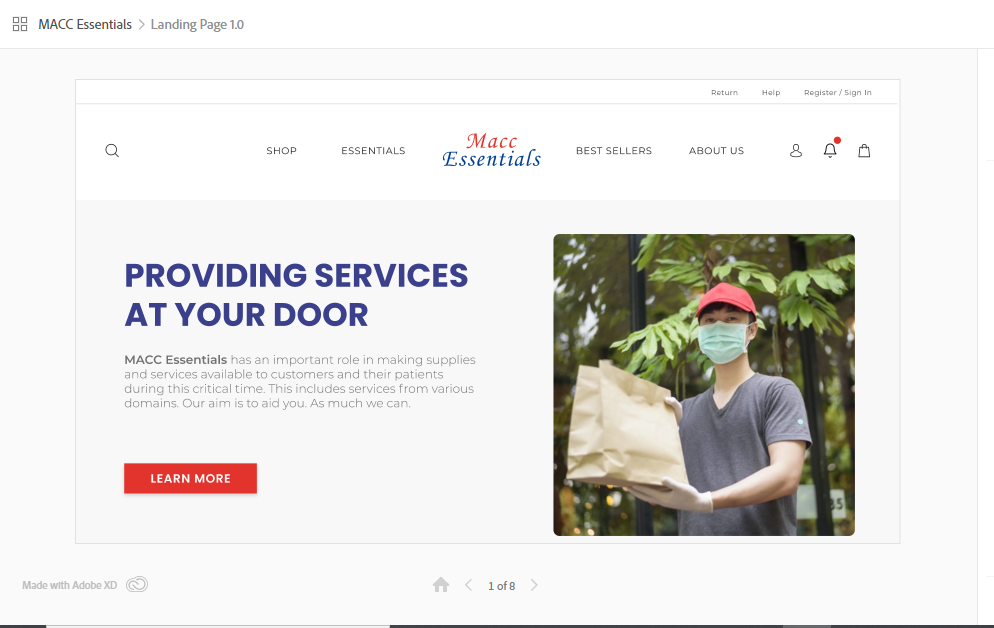 MACC Essentials > Landing Page 1.0
Return Help Register / Sign In
SHOP ESSENTIALS Macc Essentials BEST SELLERS ABOUT US
PROVIDING SERVICES
AT YOUR DOOR
MACC Essentials has an important role in making supplies
and services available to customers and their patients
during this critical time. This includes services from various
domains. Our aim is to aid you. As much we can.
LEARN MORE
35
Made with Adobe XD
1 of 8